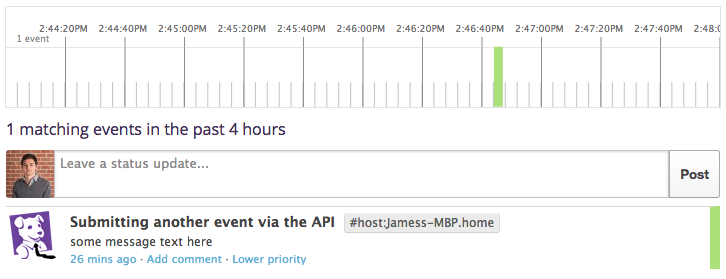 2:44:20PM 2:44:40PM 2:45:00PM 2:45:20PM 2:45:40PM 2:46:00PM 2:46:20PM 2:46:40PM 2:47:00PM 2:47:20PM 2:47:40PM 2:48:0
1 event
1 matching events in the past 4 hours
Leave a status update...
Post
Submitting another event via the API #host:Jamess-MBP.home
some message text here
26 mins ago · Add comment · Lower priority